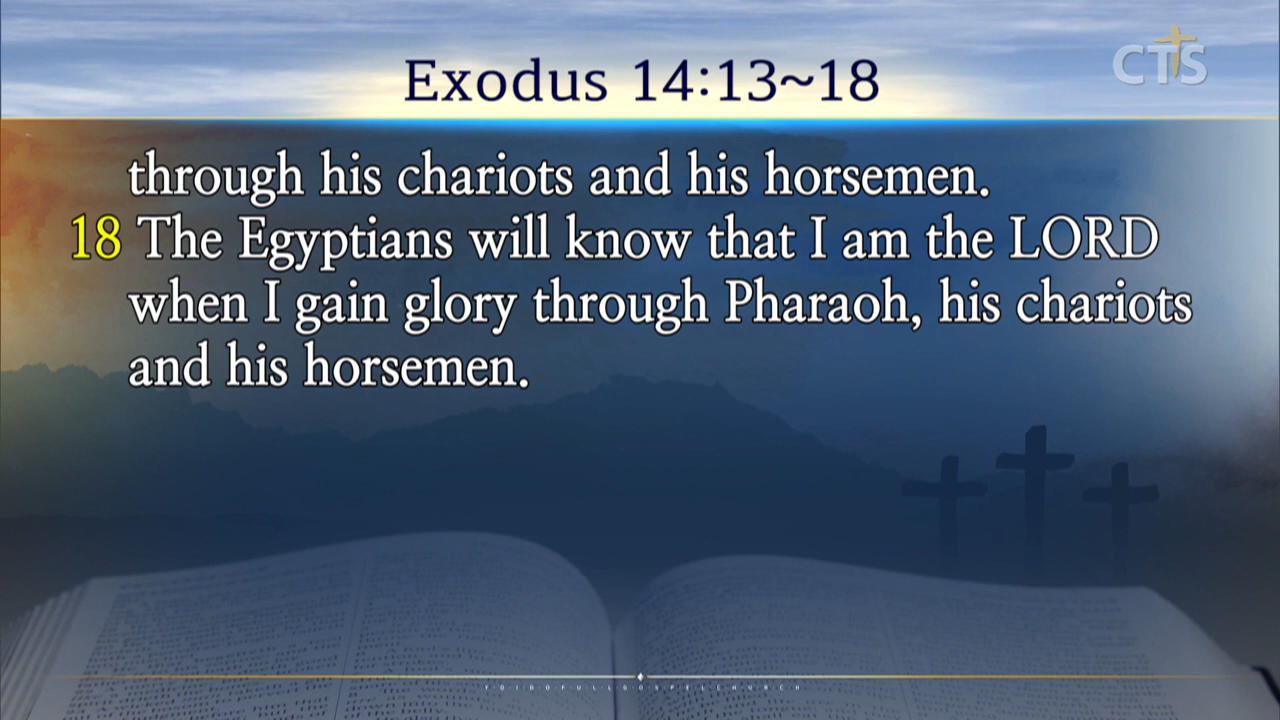 Exodus 14:13~18
CTS
through his chariots and his horsemen.
18 The Egyptians will know that I am the LORD
when I gain glory through Pharaoh, his chariots
and his horsemen.
YOIDOFULLGOSPELCHURCH